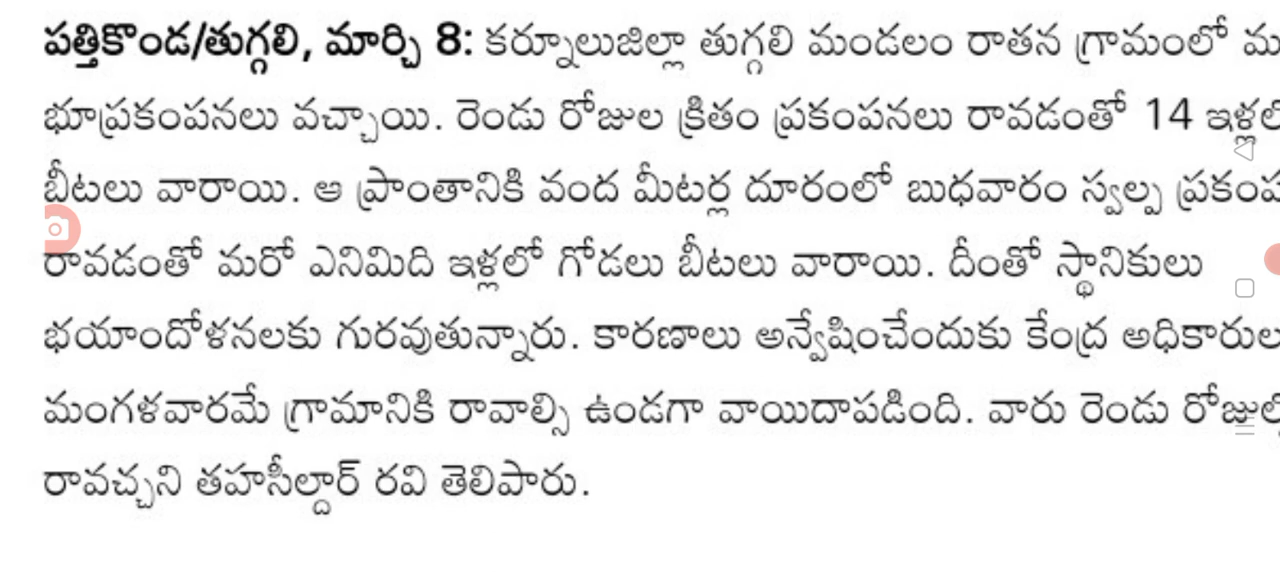 పత్తికొండ/తుగ్గలి, మార్చి 8: కర్నూలుజిల్లా తుగ్గలి మండలం రాతన గ్రామంలో
భూప్రకంపనలు వచ్చాయి. రెండు రోజుల క్రితం ప్రకంపనలు రావడంతో 14
బీటలు వారాయి. ఆ ప్రాంతానికి వంద మీటర్ల దూరంలో బుధవారం స్వల్ప
రావడంతో మరో ఎనిమిది ఇళ్లలో గోడలు బీటలు వారాయి. దీంతో స్థానికులు
భయాందోళనలకు గురవుతున్నారు. కారణాలు అన్వేషించేందుకు కేంద్ర
మంగళవారమే గ్రామానికి రావాల్సి ఉండగా వాయిదాపడింది. వారు రెండు
రావచ్చని తహసీల్దార్ రవి తెలిపారు.